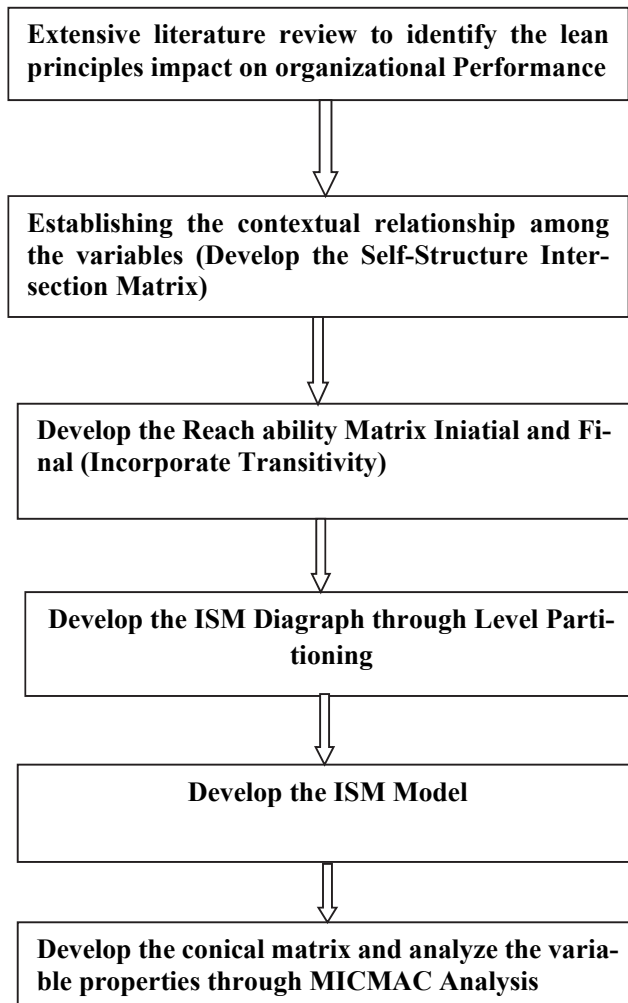 Extensive literature review to identify the lean
principles impact on organizational Performance
Establishing the contextual relationship among
the variables (Develop the Self-Structure Inter-
section Matrix)
Develop the Reach ability Matrix Iniatial and Fi-
nal (Incorporate Transitivity)
Develop the ISM Diagraph through Level Parti-
tioning
Develop the ISM Model
Develop the conical matrix and analyze the varia-
ble properties through MICMAC Analysis